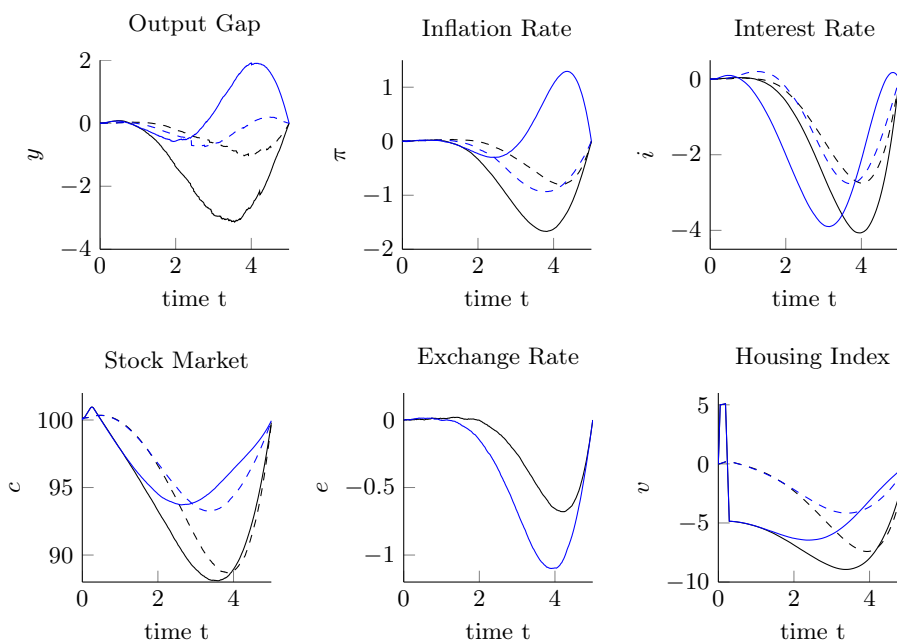 Output Gap
2
0
−2
−4
0
2
4
y
time t
Inflation Rate
1
0
−1
−2
0
2
4
π
time t
Interest Rate
0
−2
−4
0
2
4
i
time t
Stock Market
100
95
90
0
2
4
c
time t
Exchange Rate
0
−0.5
−1
0
2
4
e
time t
Housing Index
5
0
−5
−10
0
2
4
v
time t